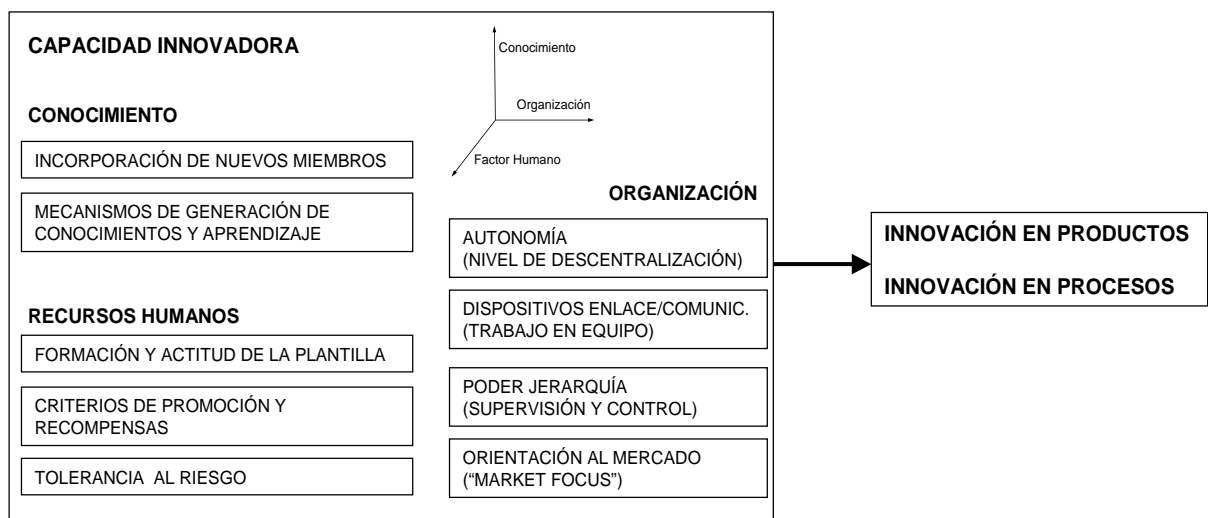 CAPACIDAD INNOVADORA
Conocimiento
Organización
Factor Humano
CONOCIMIENTO
INCORPORACIÓN DE NUEVOS MIEMBROS
MECANISMOS DE GENERACIÓN DE
CONOCIMIENTOS Y APRENDIZAJE
RECURSOS HUMANOS
FORMACIÓN Y ACTITUD DE LA PLANTILLA
CRITERIOS DE PROMOCIÓN Y
RECOMPENSAS
TOLERANCIA AL RIESGO
ORGANIZACIÓN
AUTONOMÍA
(NIVEL DE DESCENTRALIZACIÓN)
DISPOSITIVOS ENLACE/COMUNIC.
(TRABAJO EN EQUIPO)
PODER JERARQUÍA
(SUPERVISIÓN Y CONTROL)
ORIENTACIÓN AL MERCADO
(“MARKET FOCUS”)
INNOVACIÓN EN PRODUCTOS
INNOVACIÓN EN PROCESOS